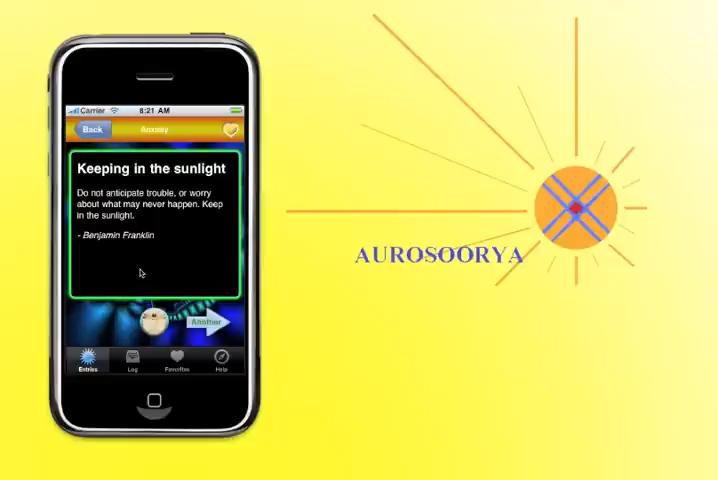 Carrier 8:21 AM
Back Anxiety
Keeping in the sunlight
Do not anticipate trouble, or worry
about what may never happen. Keep
in the sunlight.
- Benjamin Franklin
Another
Entries Log Favorites Help
AUROSOORYA